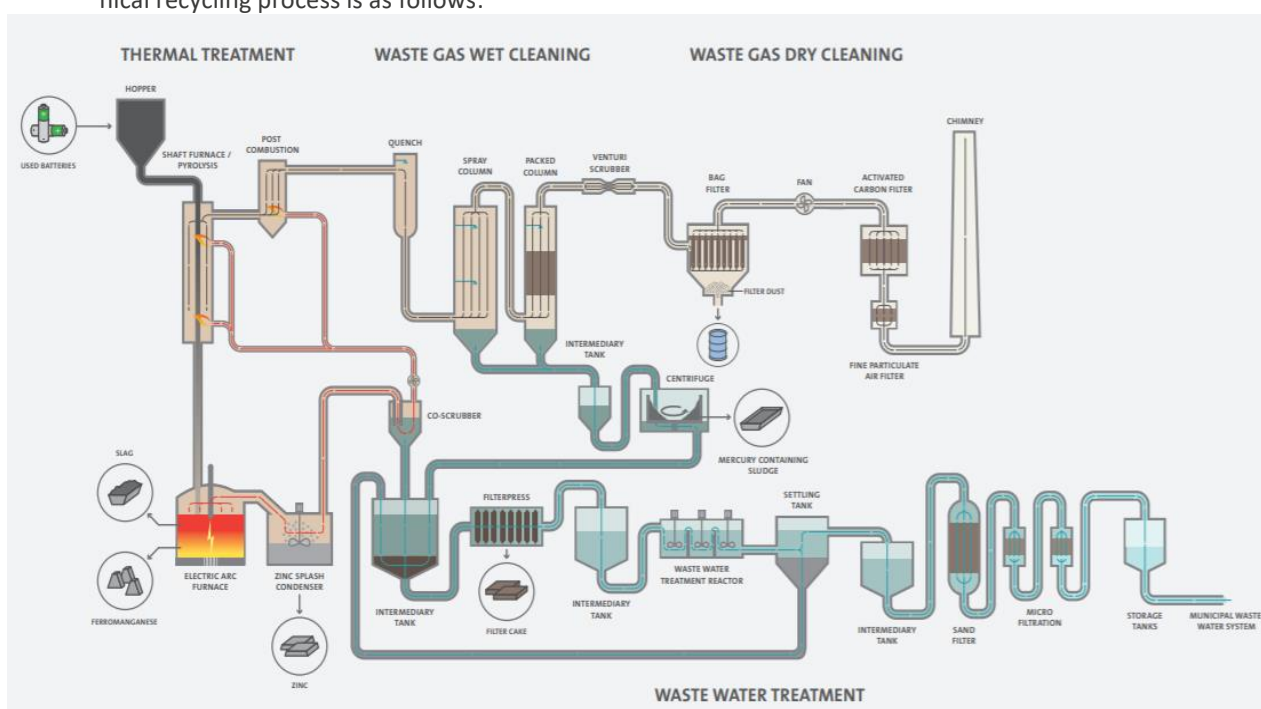 nical recycling process is as follows:
THERMAL TREATMENT
WASTE GAS WET CLEANING
WASTE GAS DRY CLEANING
HOPPER
USED BATTERIES
SHAFT FURNACE /
PYROLYSIS
POST
COMBUSTION
QUENCH
SPRAY
COLUMN
PACKED
COLUMN
VENTURI
SCRUBBER
BAG
FILTER
FAN
ACTIVATED
CARBON FILTER
CHIMNEY
FILTER DUST
INTERMEDIARY
TANK
CENTRIFUGE
FINE PARTICULATE
AIR FILTER
CO-SCRUBBER
MERCURY CONTAINING
SLUDGE
SLAG
FERROMANGANESE
ELECTRIC ARC
FURNACE
ZINC SPLASH
CONDENSER
ZINC
INTERMEDIARY
TANK
FILTERPRESS
FILTER CAKE
INTERMEDIARY
TANK
WASTE WATER
TREATMENT REACTOR
SETTLING
TANK
INTERMEDIARY
TANK
SAND
FILTER
MICRO
FILTRATION
STORAGE
TANKS
MUNICIPAL WASTE
WATER SYSTEM
WASTE WATER TREATMENT